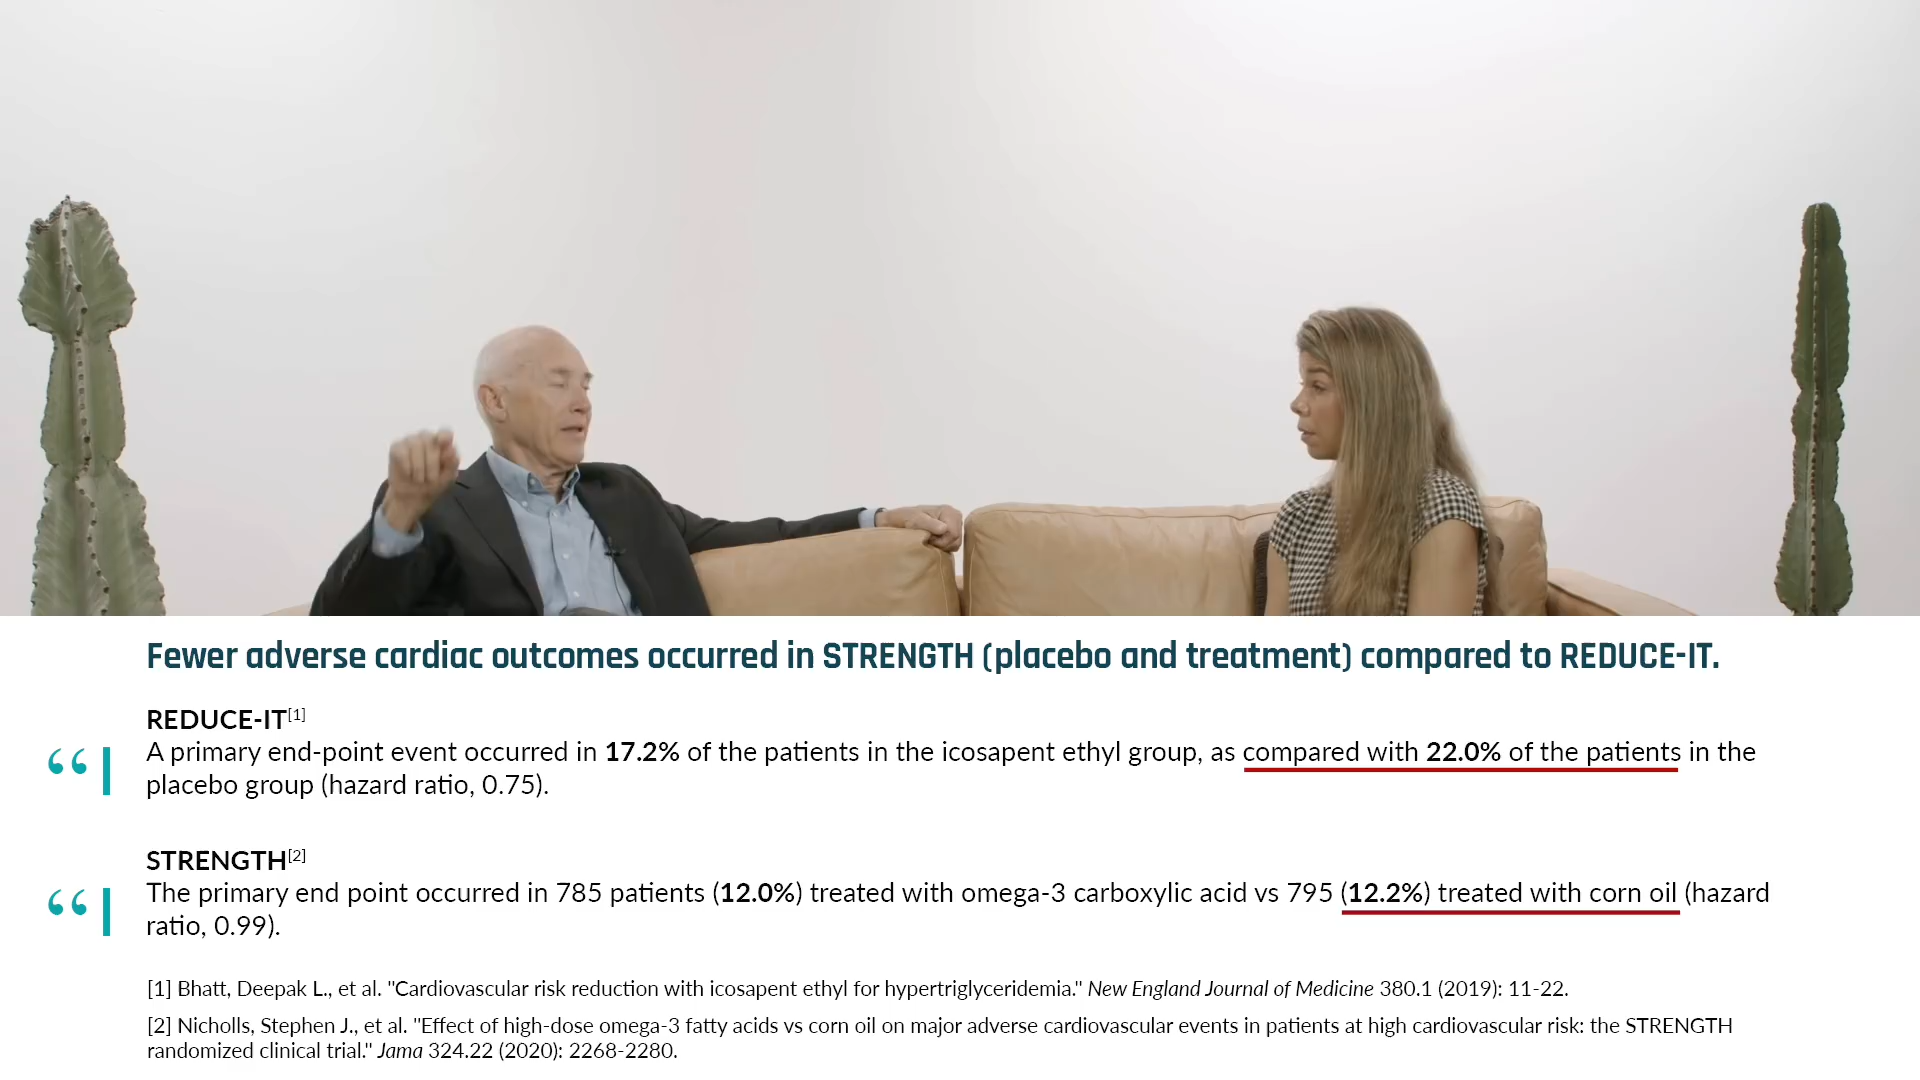 Fewer adverse cardiac outcomes occurred in STRENGTH (placebo and treatment) compared to REDUCE-IT.
REDUCE-IT[1]
“ A primary end-point event occurred in 17.2% of the patients in the icosapent ethyl group, as compared with 22.0% of the patients in the
placebo group (hazard ratio, 0.75).
STRENGTH[2]
“ The primary end point occurred in 785 patients (12.0%) treated with omega-3 carboxylic acid vs 795 (12.2%) treated with corn oil (hazard
ratio, 0.99).
[1] Bhatt, Deepak L., et al. "Cardiovascular risk reduction with icosapent ethyl for hypertriglyceridemia." New England Journal of Medicine 380.1 (2019): 11-22.
[2] Nicholls, Stephen J., et al. "Effect of high-dose omega-3 fatty acids vs corn oil on major adverse cardiovascular events in patients at high cardiovascular risk: the STRENGTH
randomized clinical trial." Jama 324.22 (2020): 2268-2280.